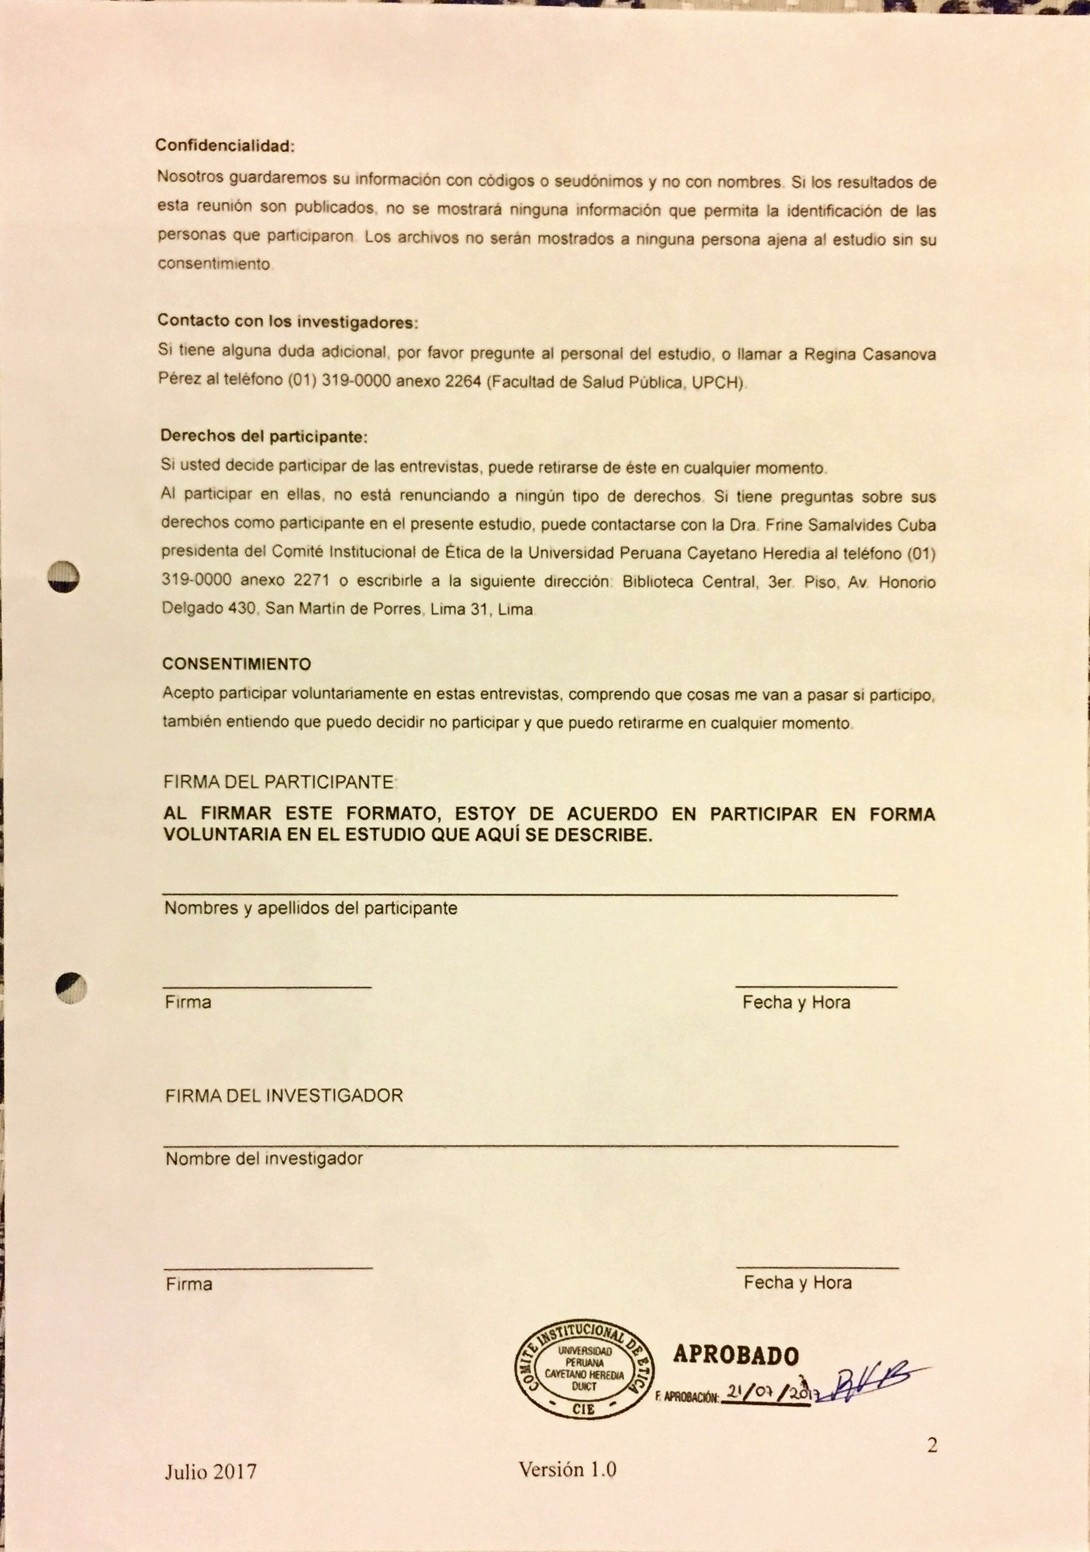 Confidencialidad:
Nosotros guardaremos su información con códigos o seudónimos y no con nombres. Si los resultados de
esta reunión son publicados, no se mostrará ninguna información que permita la identificación de las
personas que participaron. Los archivos no serán mostrados a ninguna persona ajena al estudio sin su
consentimiento.
Contacto con los investigadores:
Si tiene alguna duda adicional, por favor pregunte al personal del estudio, o llamar a Regina Casanova
Pérez al teléfono (01) 319-0000 anexo 2264 (Facultad de Salud Pública, UPCH).
Derechos del participante:
Si usted decide participar de las entrevistas, puede retirarse de éste en cualquier momento.
Al participar en ellas, no está renunciando a ningún tipo de derechos. Si tiene preguntas sobre sus
derechos como participante en el presente estudio, puede contactarse con la Dra. Frine Samalvides Cuba
presidenta del Comité Institucional de Ética de la Universidad Peruana Cayetano Heredia al teléfono (01)
319-0000 anexo 2271 o escribirle a la siguiente dirección: Biblioteca Central, 3er. Piso, Av. Honorio
Delgado 430, San Martin de Porres, Lima 31, Lima
CONSENTIMIENTO
Acepto participar voluntariamente en estas entrevistas, comprendo que cosas me van a pasar si participo,
también entiendo que puedo decidir no participar y que puedo retirarme en cualquier momento.
FIRMA DEL PARTICIPANTE:
AL FIRMAR ESTE FORMATO, ESTOY DE ACUERDO EN PARTICIPAR EN FORMA
VOLUNTARIA EN EL ESTUDIO QUE AQUÍ SE DESCRIBE.
Nombres y apellidos del participante
Firma Fecha y Hora
FIRMA DEL INVESTIGADOR
Nombre del investigador
Firma Fecha y Hora
COMITE INSTITUCIONAL DE ETICA
UNIVERSIDAD
PERUANA
CAYETANO HEREDIA
DUICT
- CIE -
APROBADO
F. APROBACIÓN: 21/07/2017
2
Julio 2017 Versión 1.0